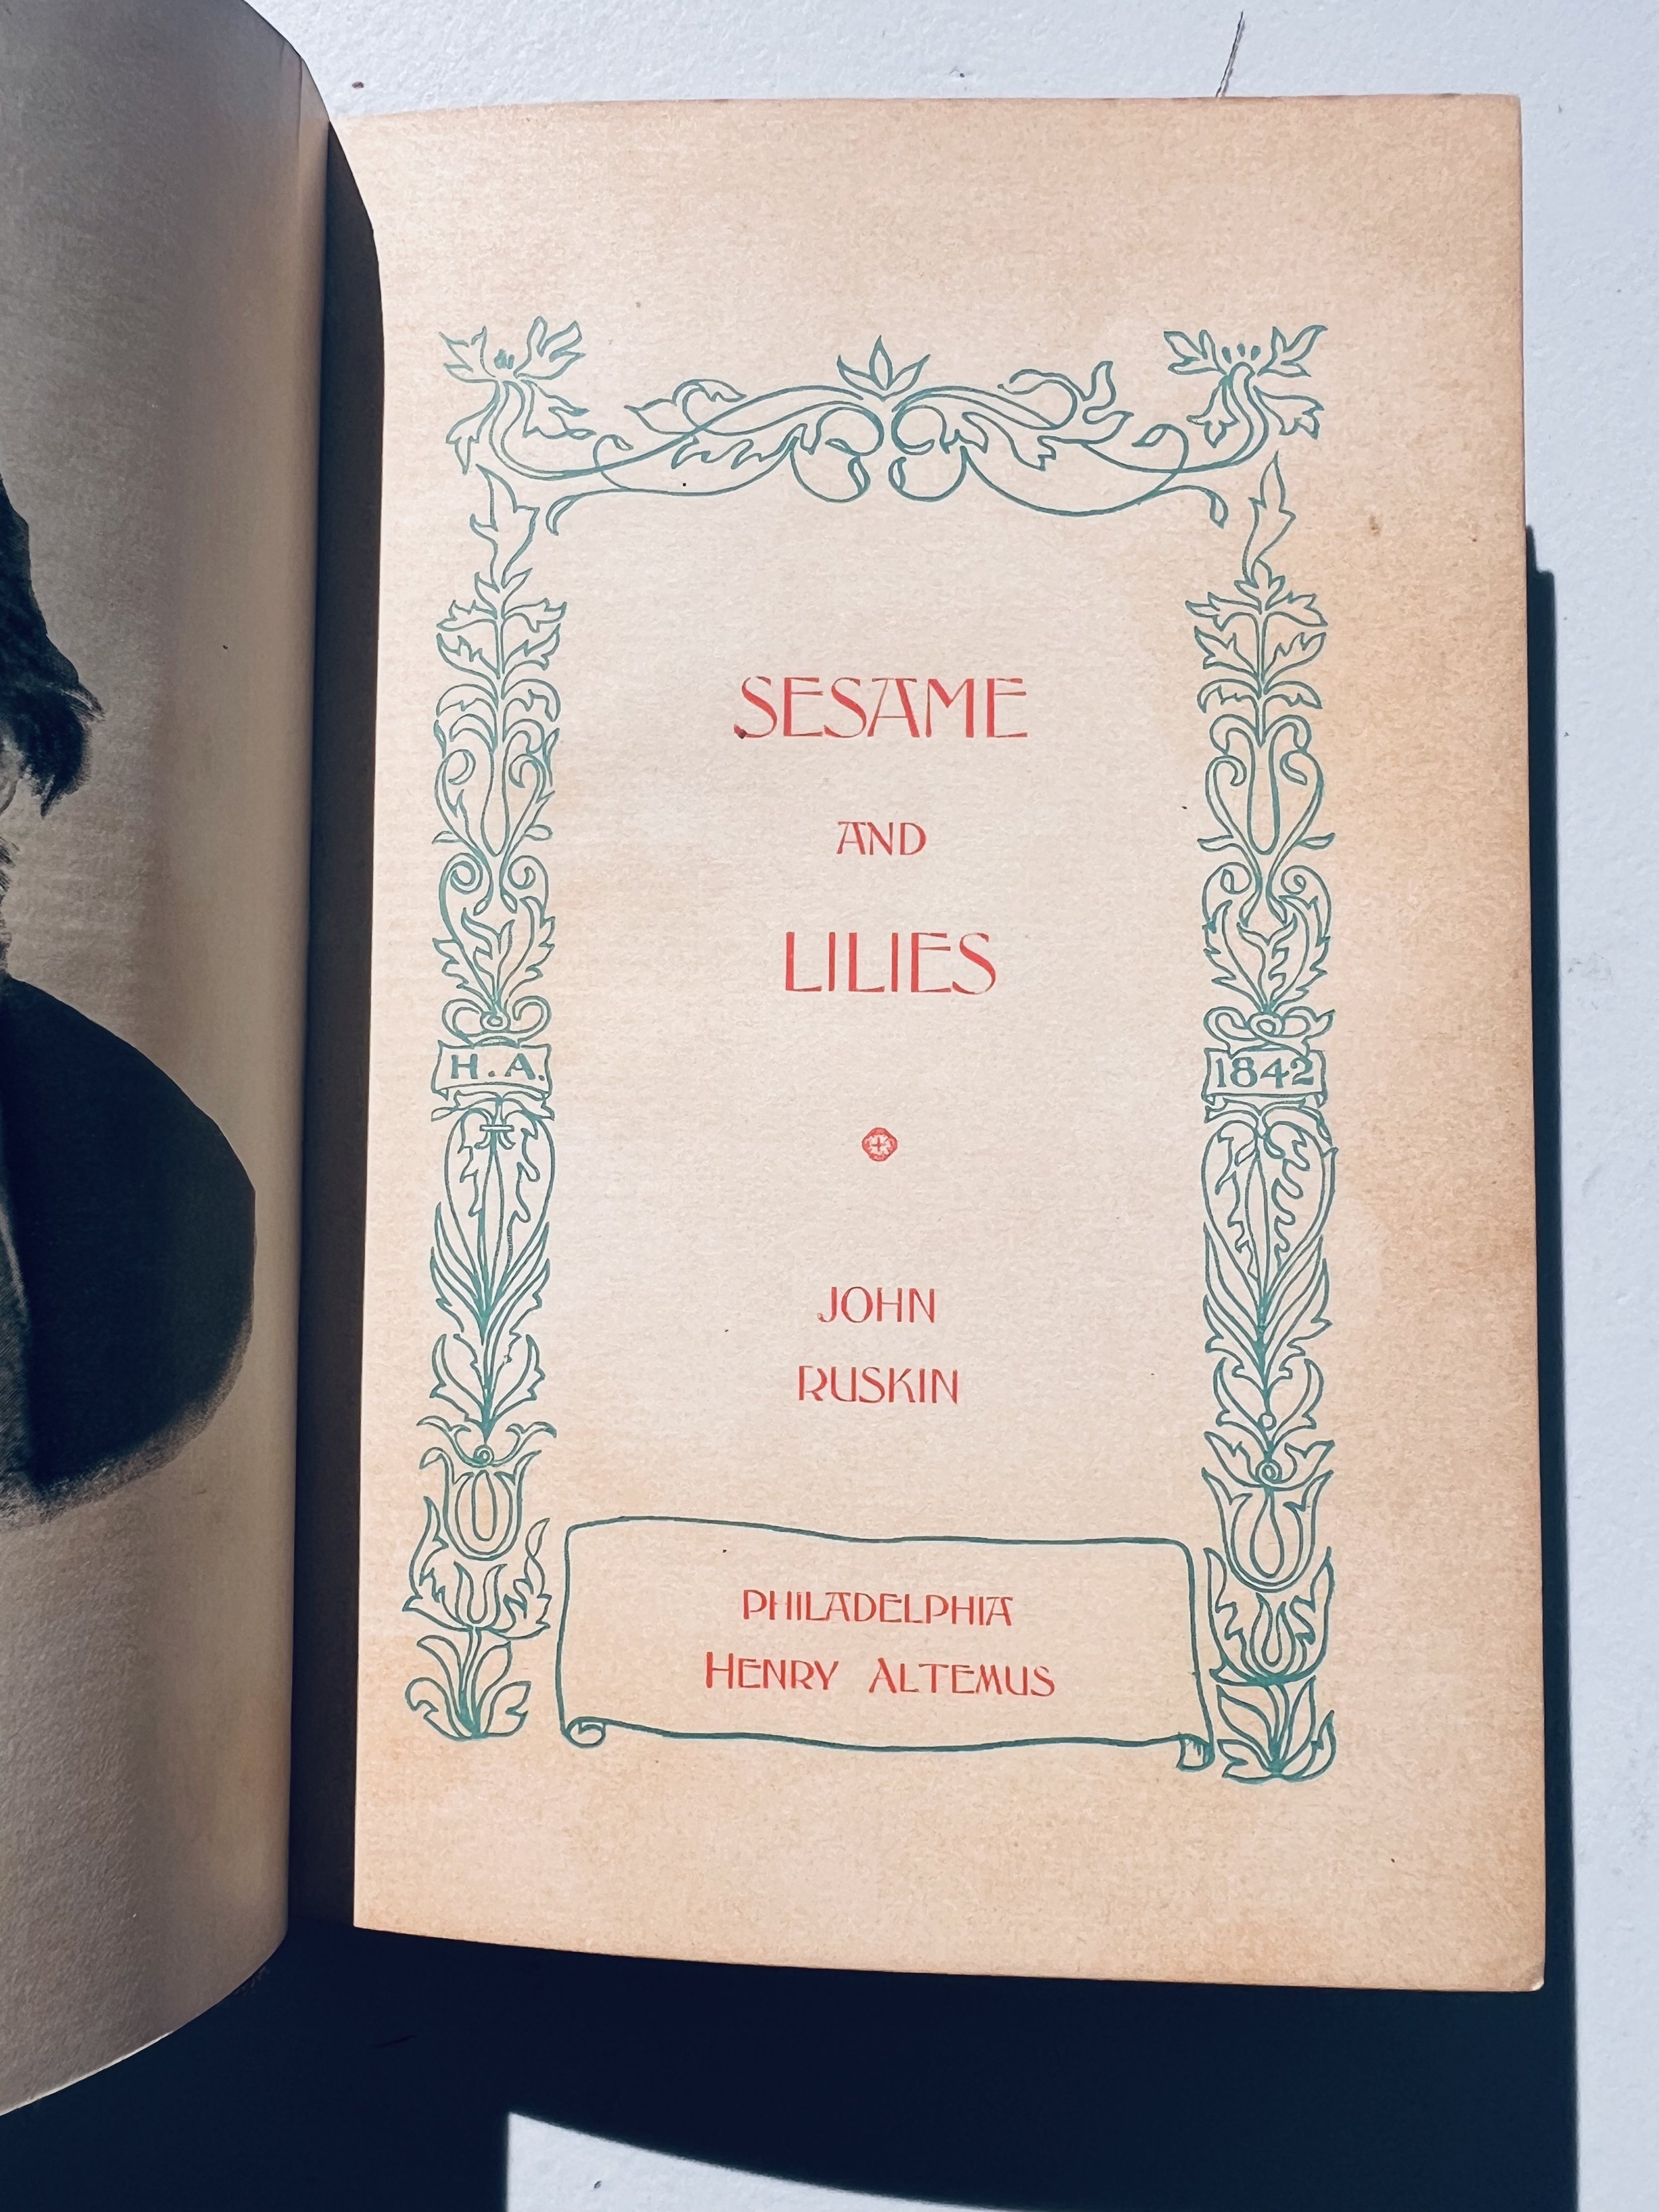 SESAME
AND
LILIES
H. A.
1842
JOHN
RUSKIN
PHILADELPHIA
HENRY ALTEMUS